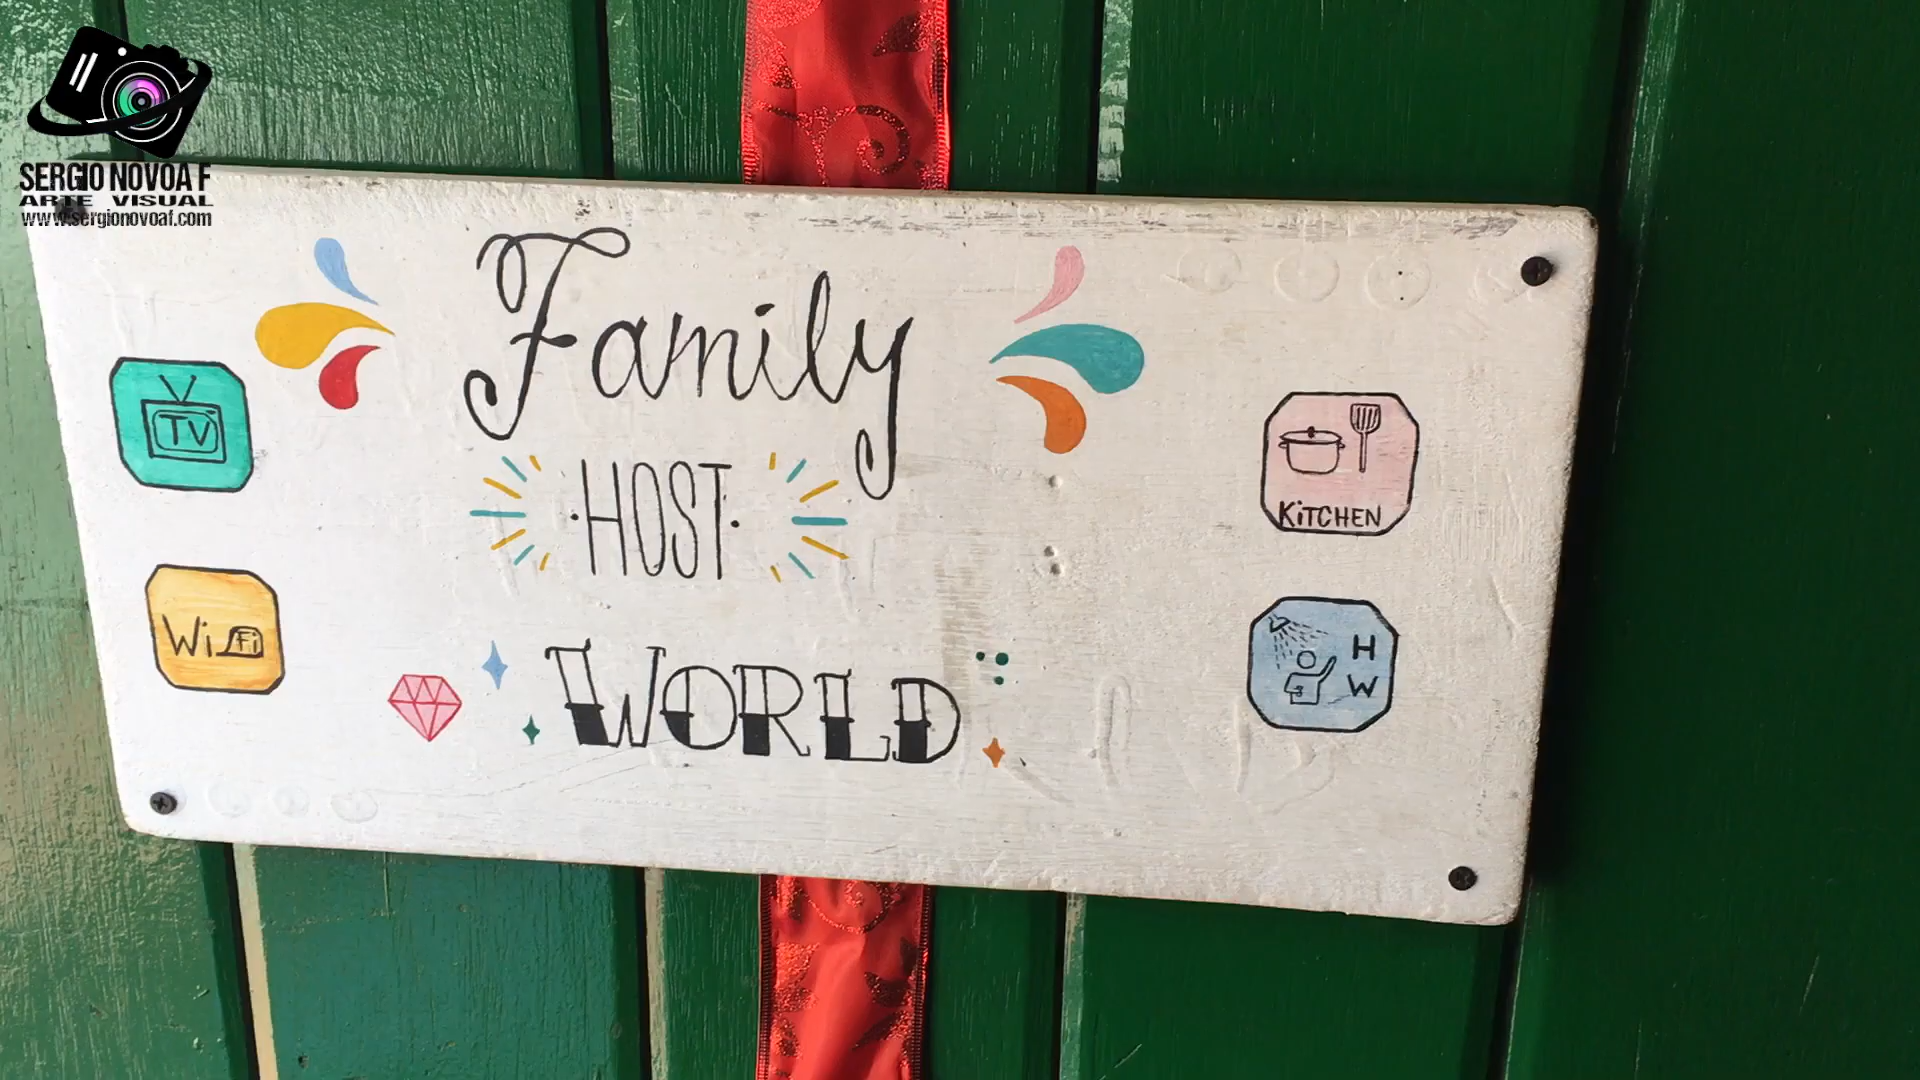 SERGIO NOVOA F
ARTE VISUAL
www.sergionovoaf.com
Family
HOST
WORLD
TV
WiFi
KiTCHEN
H
W